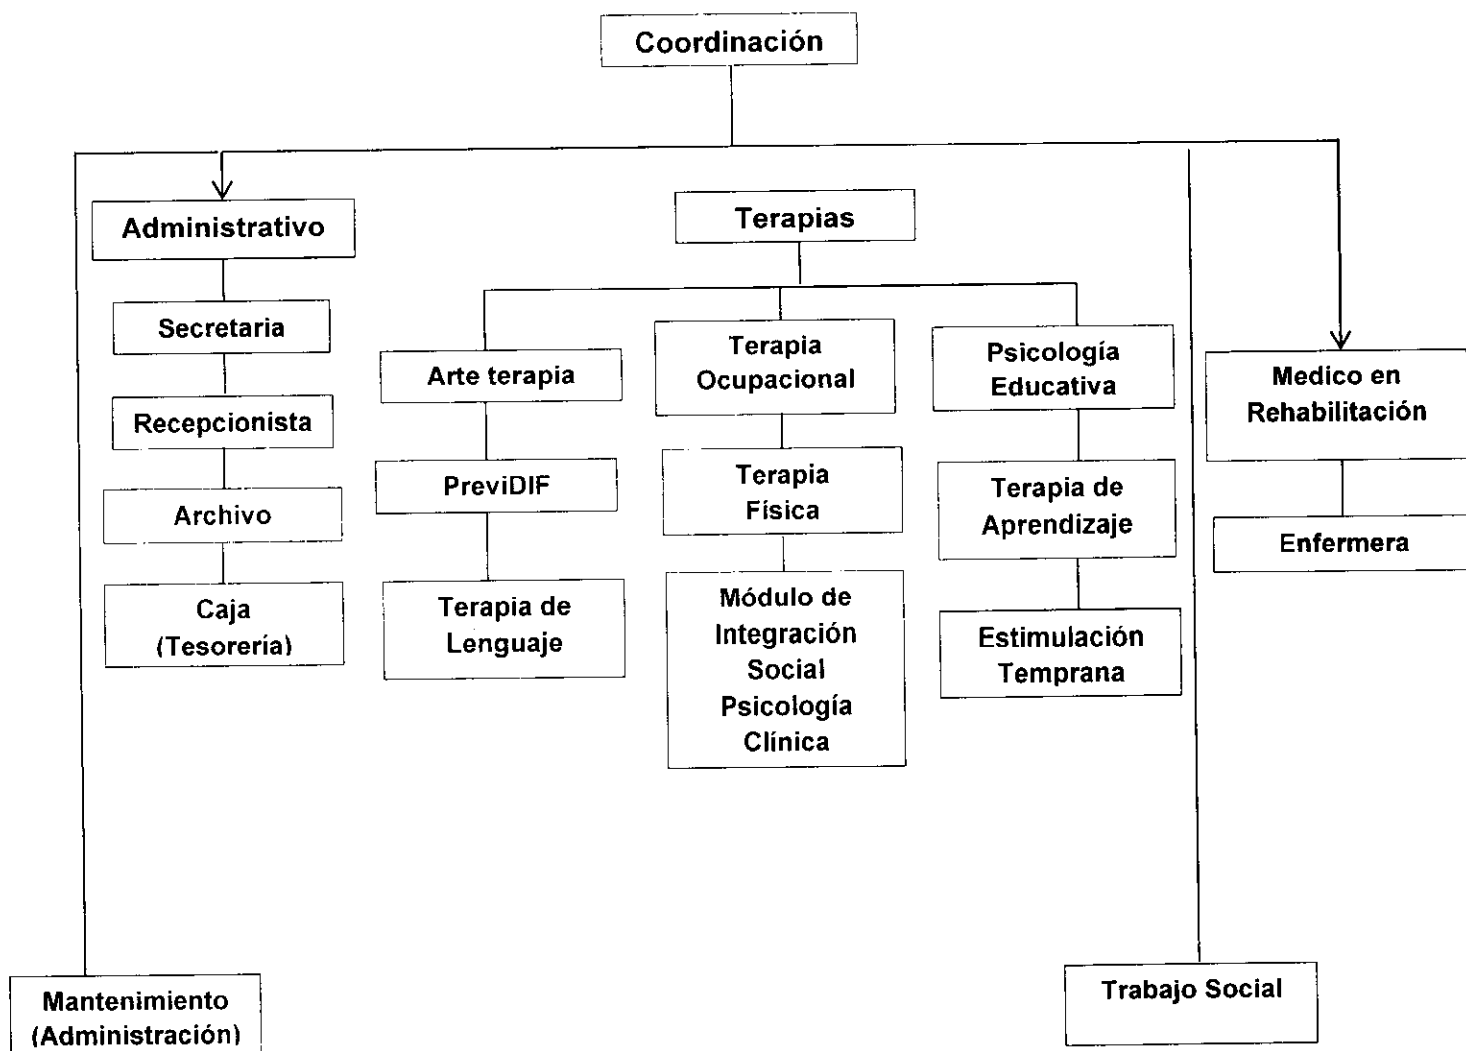 Coordinación
Administrativo
Secretaria
Recepcionista
Archivo
Caja
(Tesorería)
Terapias
Arte terapia
PreviDIF
Terapia de
Lenguaje
Terapia
Ocupacional
Terapia
Física
Módulo de
Integración
Social
Psicología
Clínica
Psicología
Educativa
Terapia de
Aprendizaje
Estimulación
Temprana
Medico en
Rehabilitación
Enfermera
Mantenimiento
(Administración)
Trabajo Social